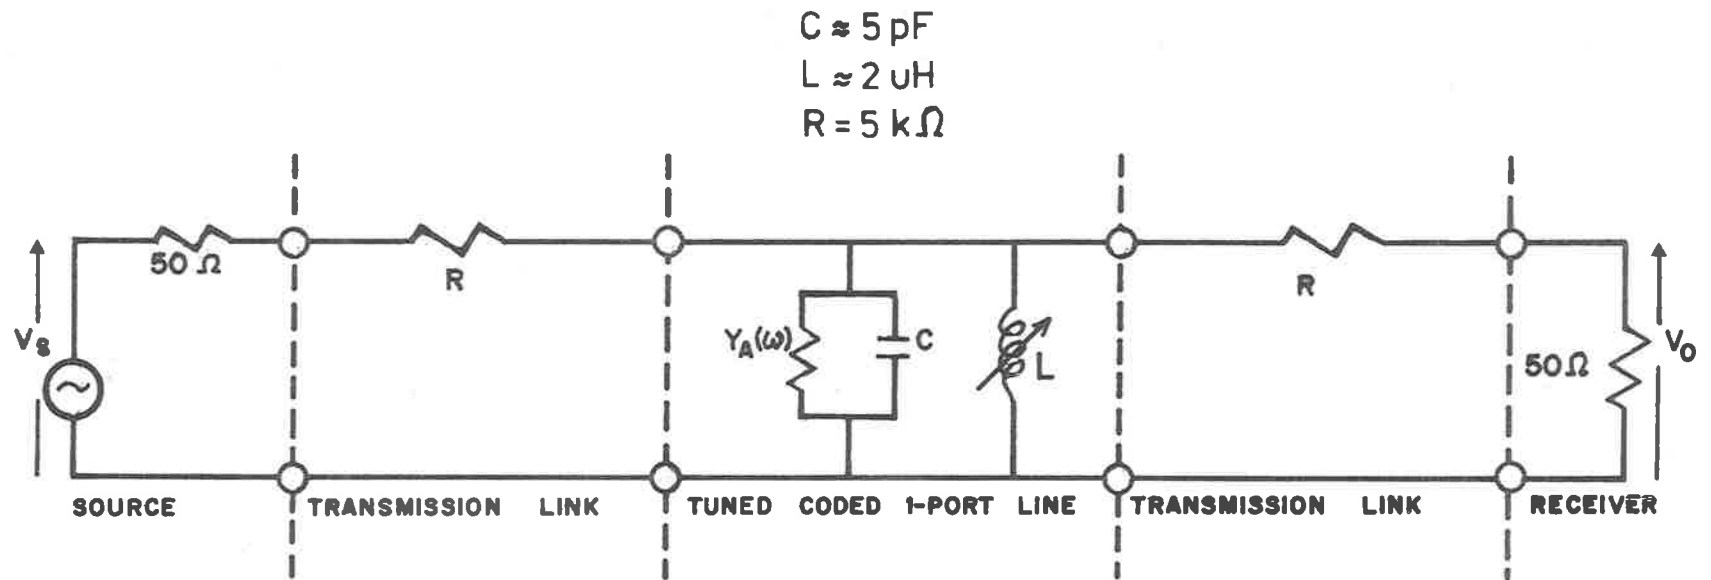 C ≈ 5 pF
L ≈ 2 uH
R = 5 kΩ
50 Ω
R
R
V_s
Y_A(ω)
C
L
50 Ω
V_o
SOURCE
TRANSMISSION LINK
TUNED CODED 1-PORT LINE
TRANSMISSION LINK
RECEIVER